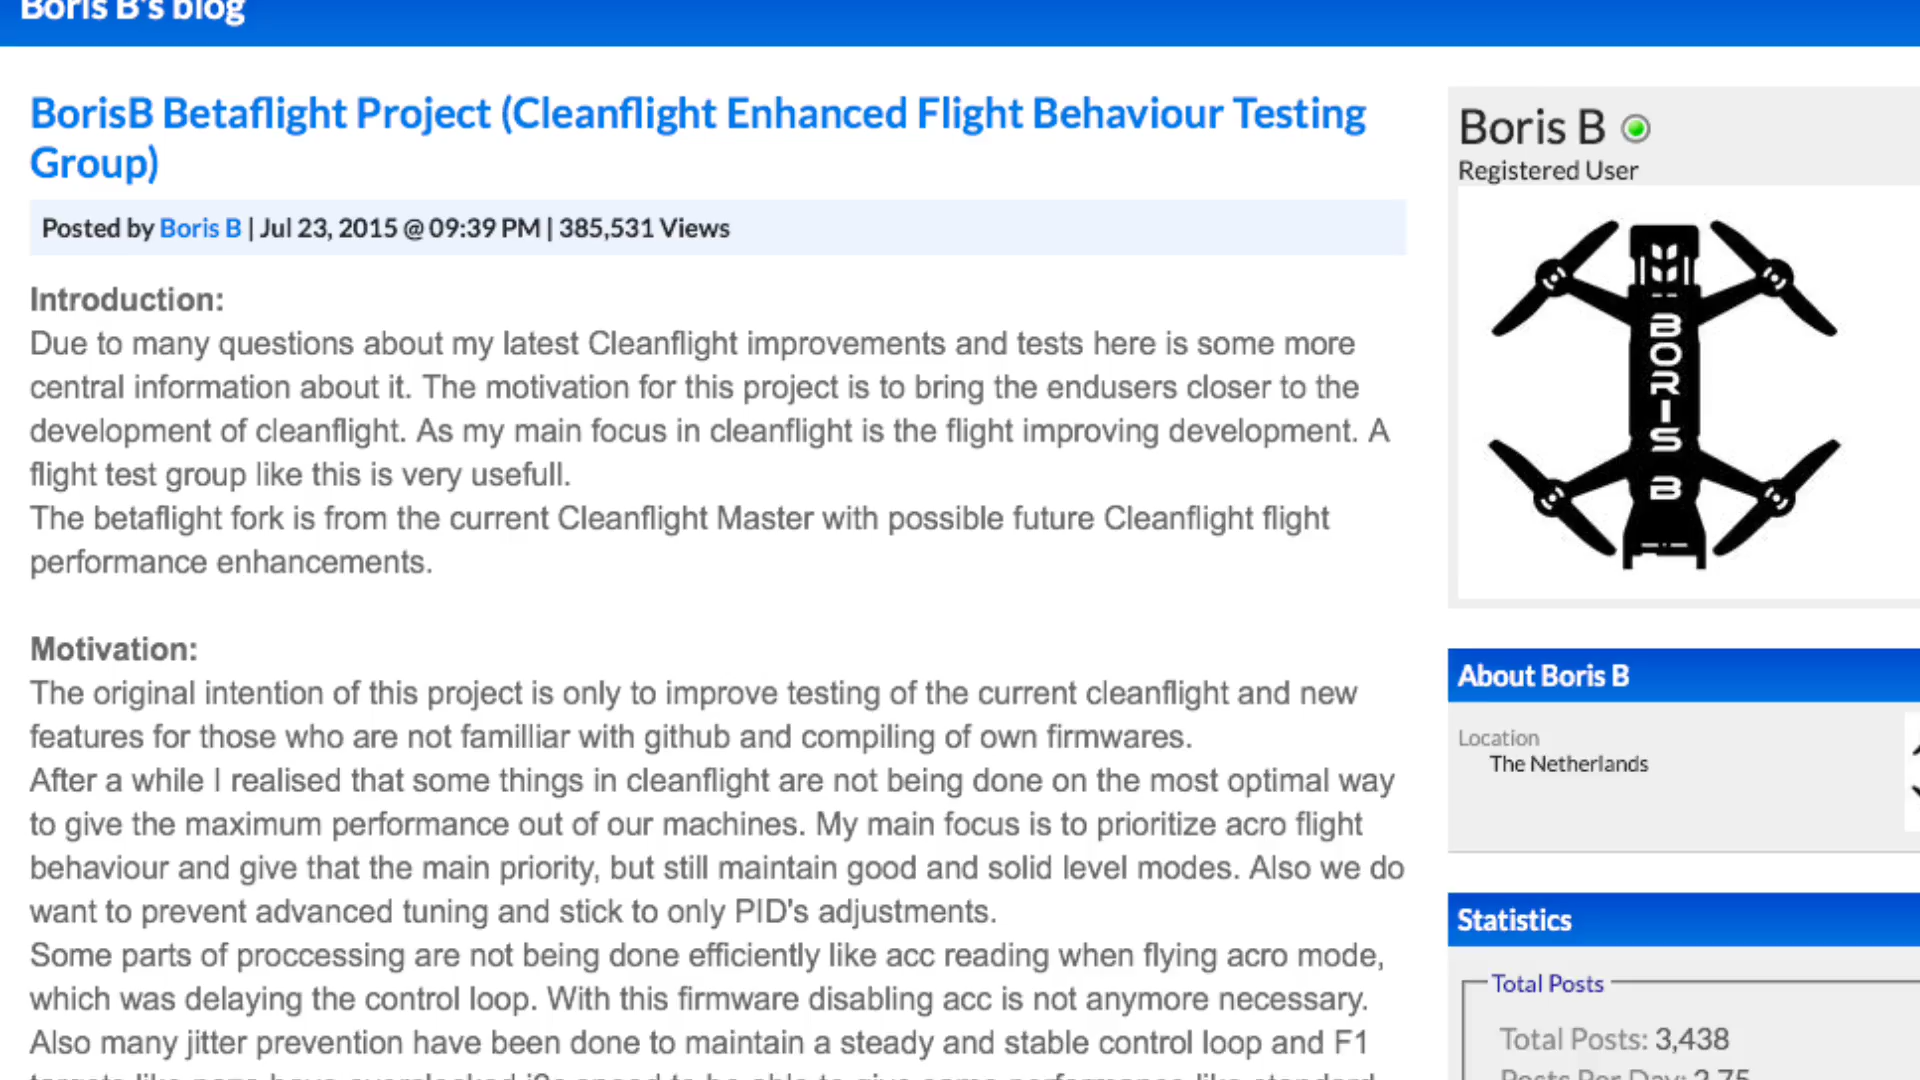 Boris B's blog
BorisB Betaflight Project (Cleanflight Enhanced Flight Behaviour Testing
Group)
Posted by Boris B | Jul 23, 2015 @ 09:39 PM | 385,531 Views
Introduction:
Due to many questions about my latest Cleanflight improvements and tests here is some more
central information about it. The motivation for this project is to bring the endusers closer to the
development of cleanflight. As my main focus in cleanflight is the flight improving development. A
flight test group like this is very usefull.
The betaflight fork is from the current Cleanflight Master with possible future Cleanflight flight
performance enhancements.
Motivation:
The original intention of this project is only to improve testing of the current cleanflight and new
features for those who are not familliar with github and compiling of own firmwares.
After a while I realised that some things in cleanflight are not being done on the most optimal way
to give the maximum performance out of our machines. My main focus is to prioritize acro flight
behaviour and give that the main priority, but still maintain good and solid level modes. Also we do
want to prevent advanced tuning and stick to only PID's adjustments.
Some parts of proccessing are not being done efficiently like acc reading when flying acro mode,
which was delaying the control loop. With this firmware disabling acc is not anymore necessary.
Also many jitter prevention have been done to maintain a steady and stable control loop and F1
Boris B
Registered User
BORIS B
About Boris B
Location
The Netherlands
Statistics
Total Posts
Total Posts: 3,438
Posts Per Day: 2.75